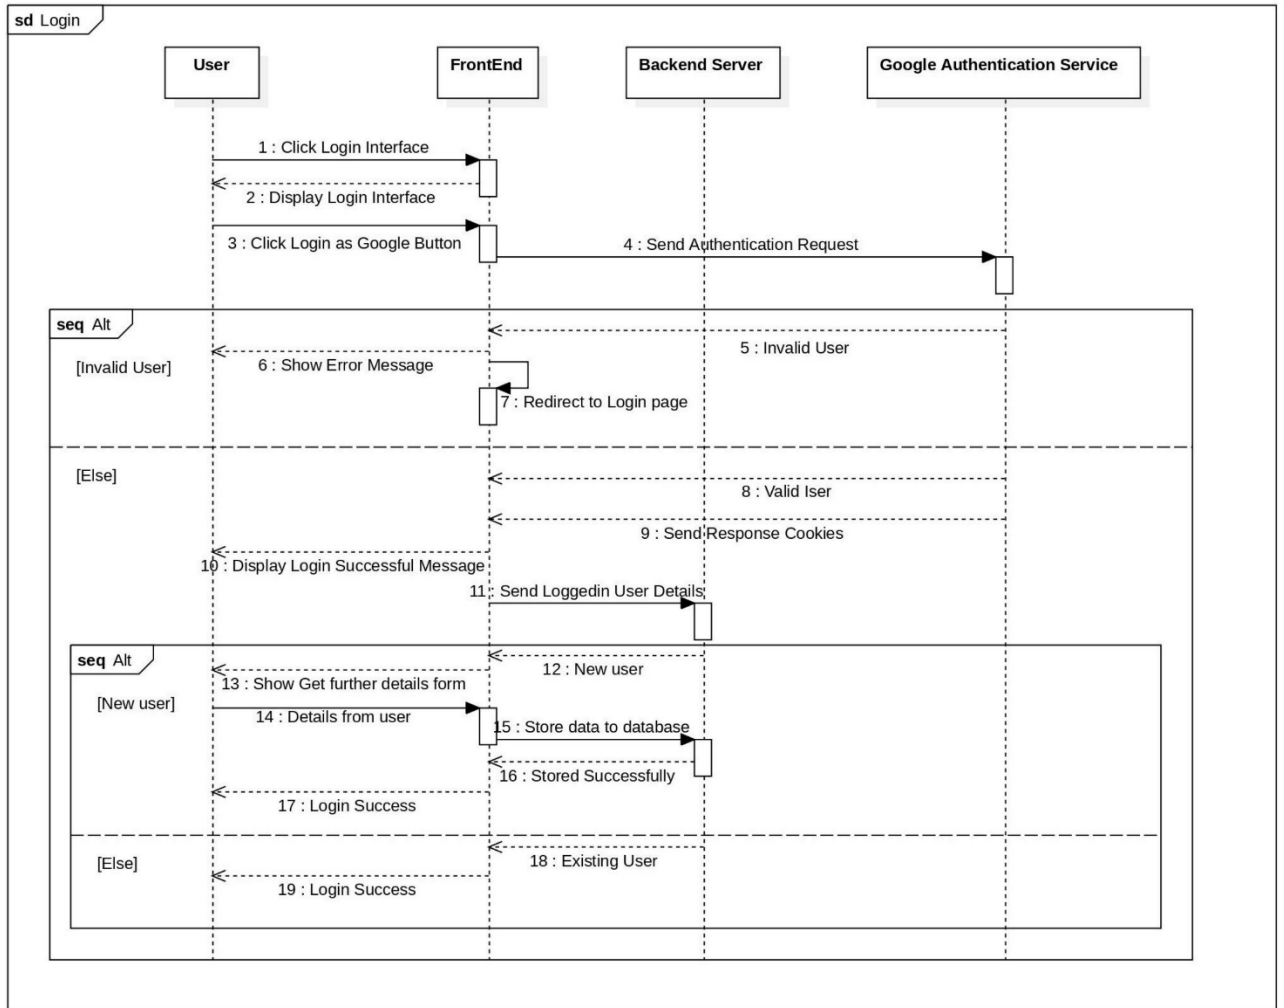 sd Login
User
FrontEnd
Backend Server
Google Authentication Service
1 : Click Login Interface
2 : Display Login Interface
3 : Click Login as Google Button
4 : Send Authentication Request
seq Alt
[Invalid User]
5 : Invalid User
6 : Show Error Message
7 : Redirect to Login page
[Else]
8 : Valid Iser
9 : Send Response Cookies
10 : Display Login Successful Message
11 : Send Loggedin User Details
seq Alt
[New user]
12 : New user
13 : Show Get further details form
14 : Details from user
15 : Store data to database
16 : Stored Successfully
17 : Login Success
[Else]
18 : Existing User
19 : Login Success